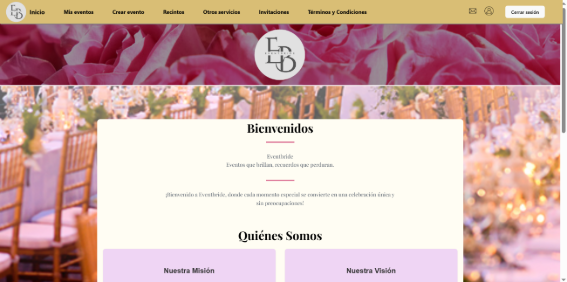 Inicio
Mis eventos
Crear evento
Recintos
Otros servicios
Invitaciones
Términos y Condiciones
Cerrar sesión
Bienvenidos
EventBride
Eventos que brillan, recuerdos que perduran.
¡Bienvenido a EventBride, donde cada momento especial se convierte en una celebración única y
sin preocupaciones!
Quiénes Somos
Nuestra Misión
Nuestra Visión